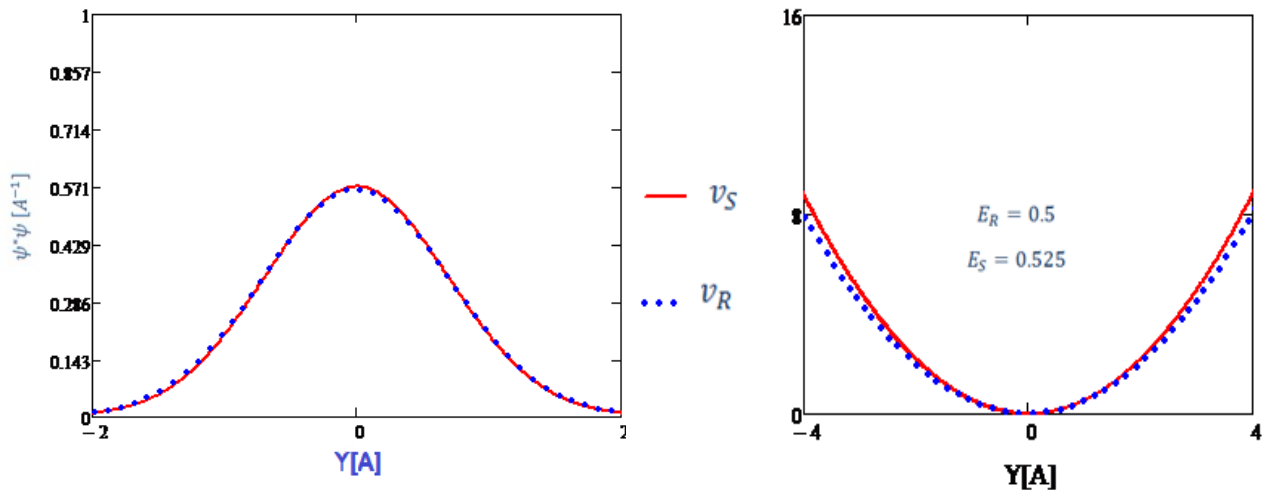 1
0.857
0.714
0.571
0.429
0.286
0.143
0
ψ*ψ [A⁻¹]
−2
0
2
Y[A]
v_S
v_R
16
8
0
E_R = 0.5
E_S = 0.525
−4
0
4
Y[A]